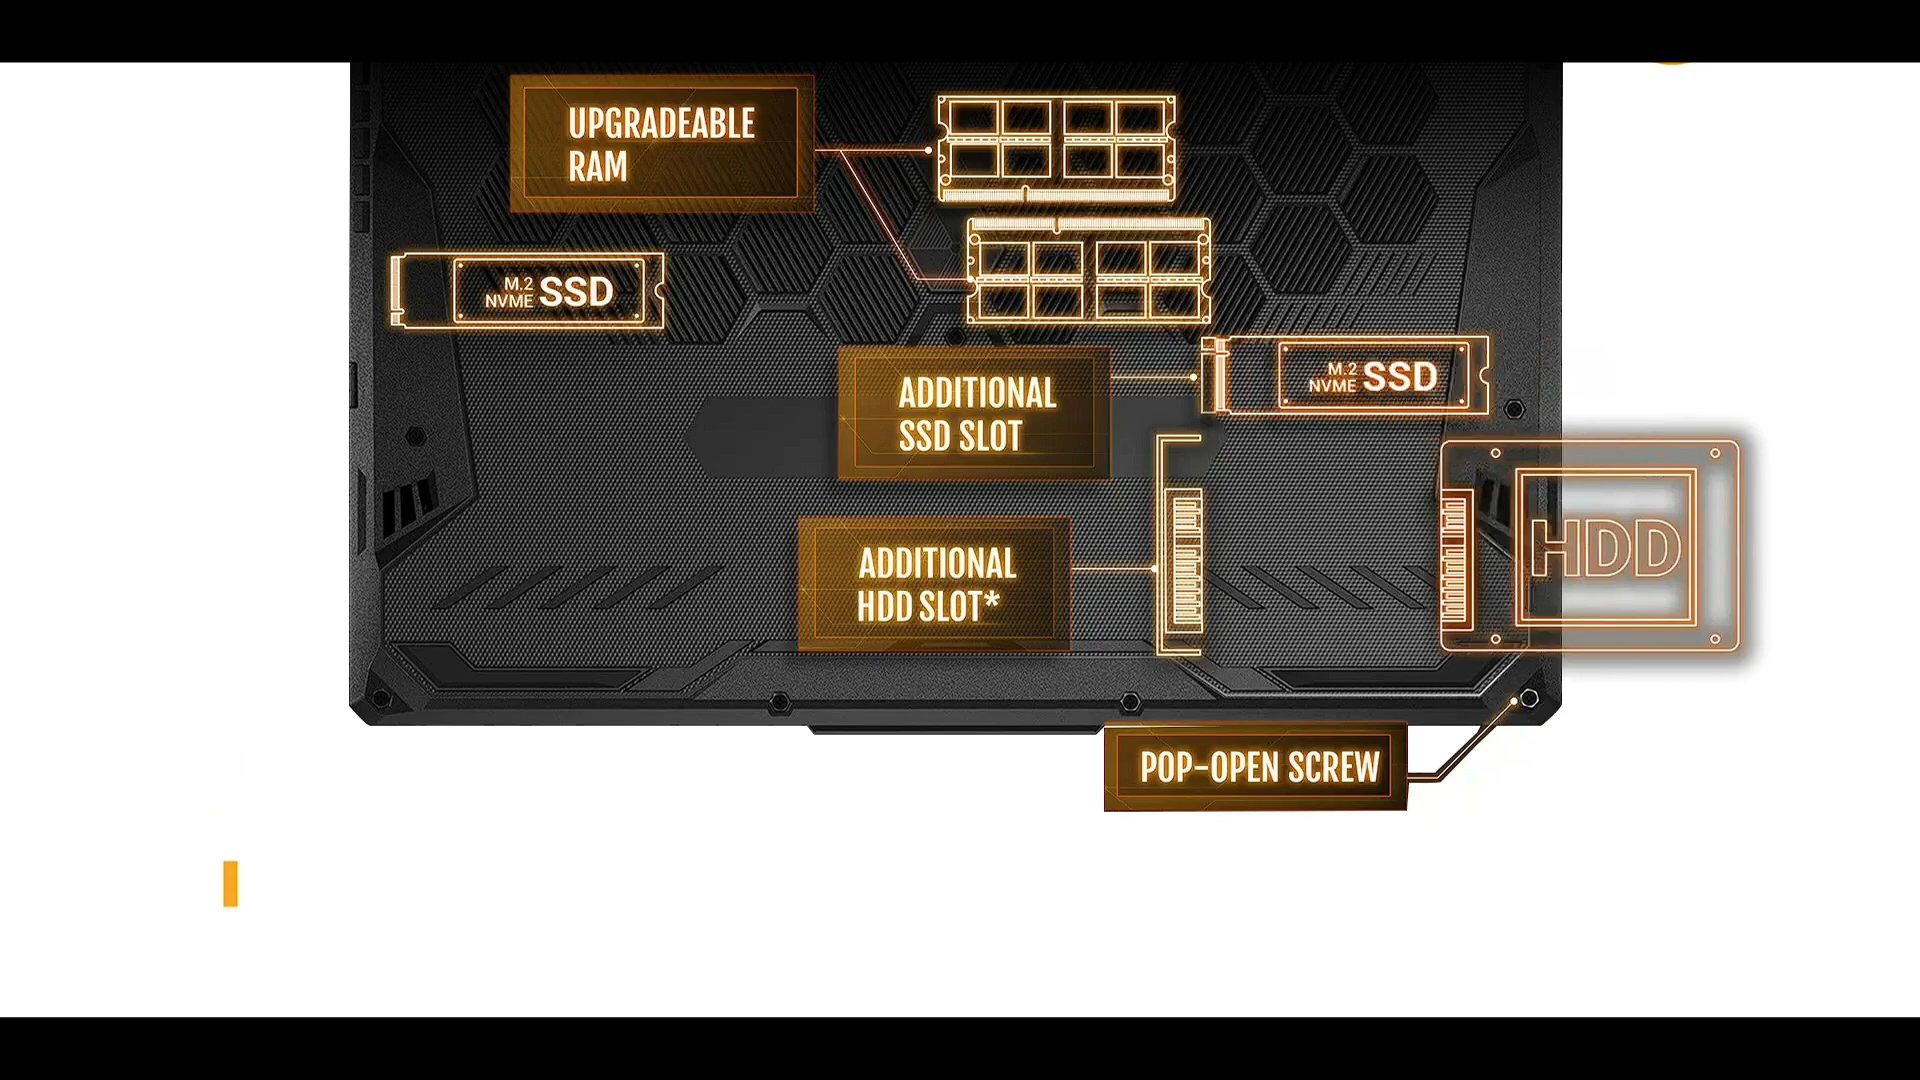 UPGRADEABLE
RAM
M.2
NVME SSD
M.2
NVME SSD
ADDITIONAL
SSD SLOT
HDD
ADDITIONAL
HDD SLOT*
POP-OPEN SCREW